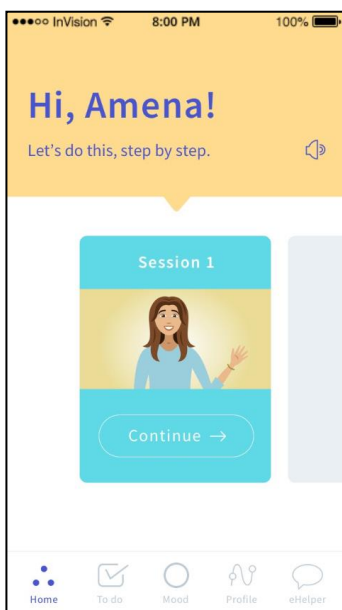 ●●●○○ InVision 8:00 PM 100%
Hi, Amena!
Let's do this, step by step.
Session 1
Continue →
Home To do Mood Profile eHelper